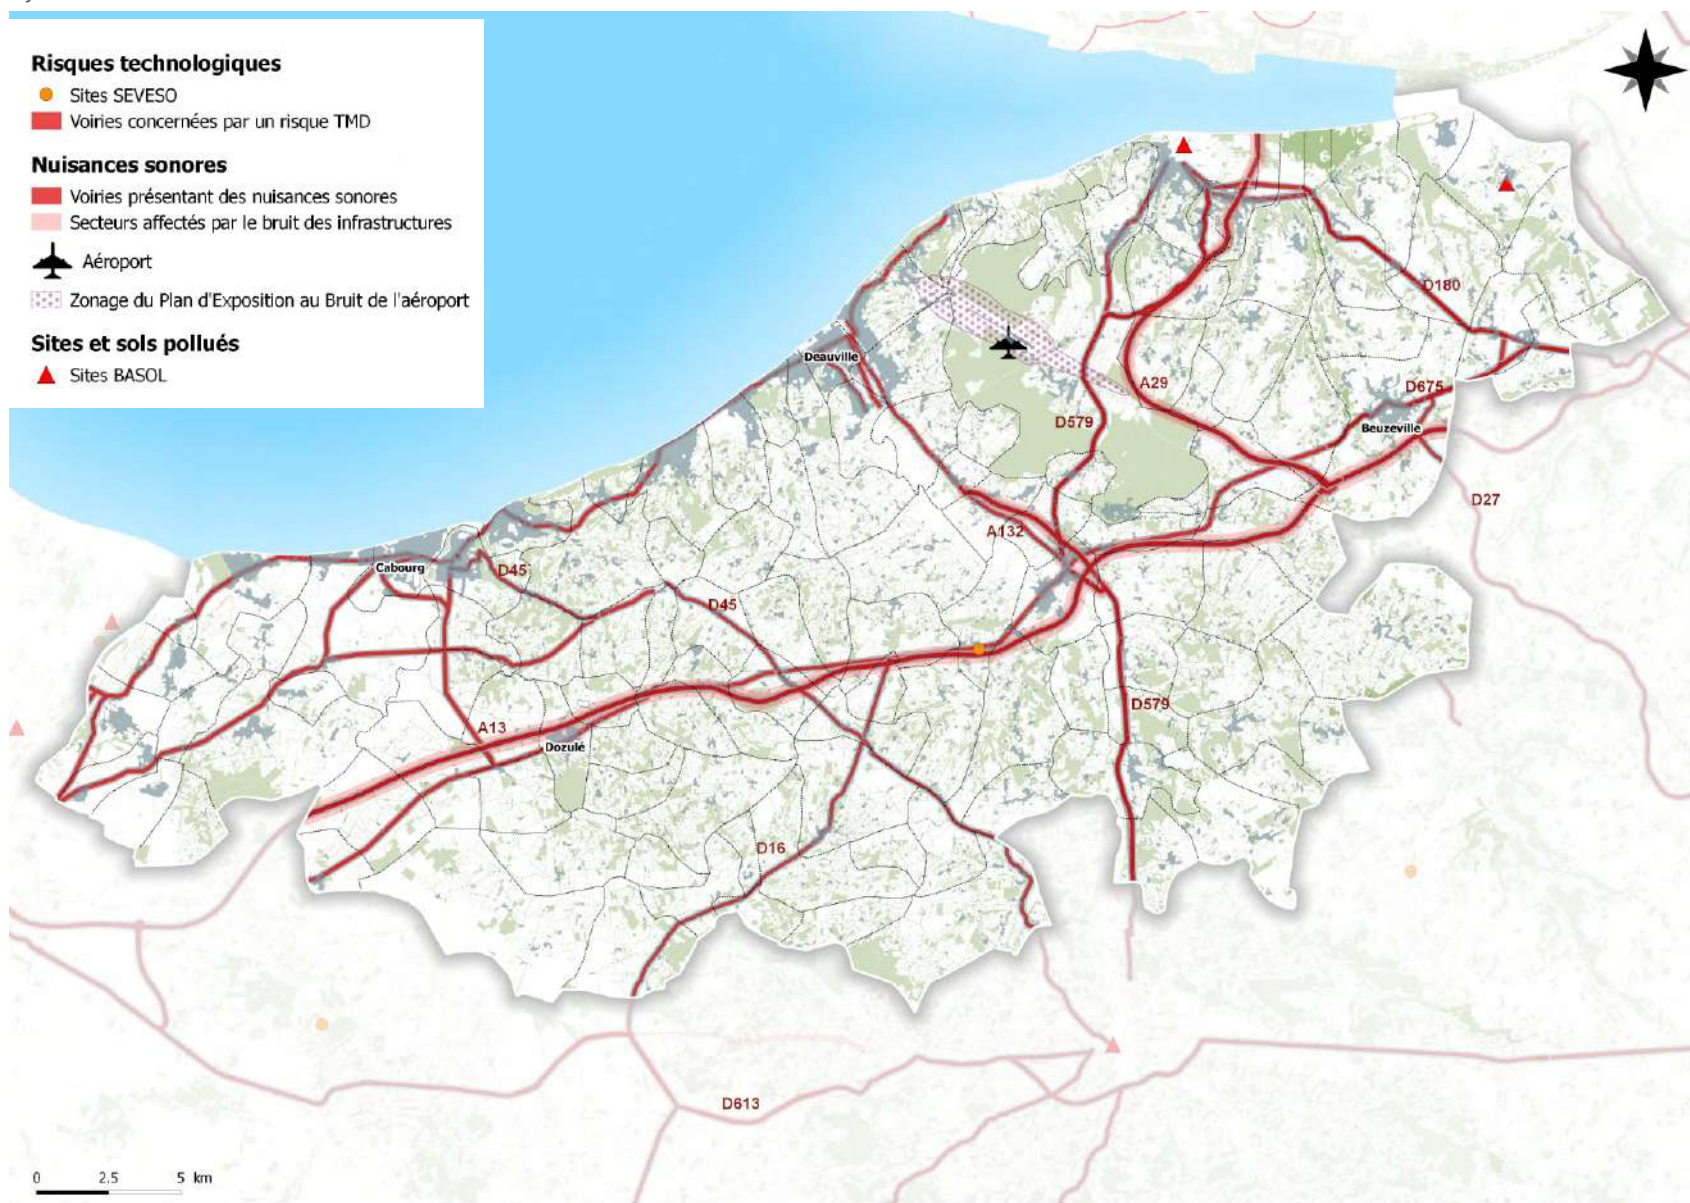 Risques technologiques
Sites SEVESO
Voiries concernées par un risque TMD
Nuisances sonores
Voiries présentant des nuisances sonores
Secteurs affectés par le bruit des infrastructures
Aéroport
Zonage du Plan d'Exposition au Bruit de l'aéroport
Sites et sols pollués
Sites BASOL
D180
Deauville
A29
D675
D579
Beuzeville
D27
A132
Cabourg
D45
D45
D579
A13
Dozulé
D16
D613
0 2.5 5 km